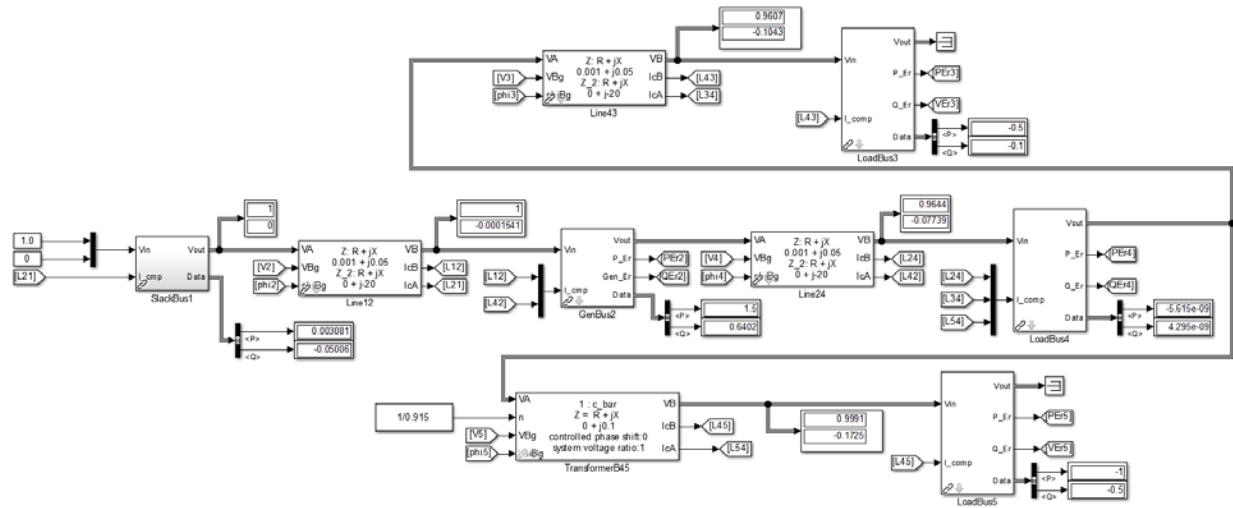 0.9607
-0.1043
VA
VBg
iBg
Z: R + jX
0.001 + j0.05
Z_2: R + jX
0 + j-20
VB
IcB
IcA
Line43
[V3]
[phi3]
[L43]
[L34]
Vin
I_comp
Vout
P_Er
Q_Er
Data
LoadBus3
[L43]
[PEr3]
[VEr3]
<P>
<Q>
-0.5
-0.1
1.0
0
[L21]
Vin
I_cmp
Vout
Data
SlackBus1
1
0
<P>
<Q>
0.003081
-0.05006
VA
VBg
iBg
Z: R + jX
0.001 + j0.05
Z_2: R + jX
0 + j-20
VB
IcB
IcA
Line12
[V2]
[phi2]
[L12]
[L21]
1
-0.0001541
[L12]
[L42]
Vin
I_comp
Vout
P_Er
Gen_Er
Data
GenBus2
[PEr2]
[QEr2]
<P>
<Q>
1.5
0.6402
VA
VBg
iBg
Z: R + jX
0.001 + j0.05
Z_2: R + jX
0 + j-20
VB
IcB
IcA
Line24
[V4]
[phi4]
[L24]
[L42]
0.9644
-0.07739
[L24]
[L34]
[L54]
Vin
I_comp
Vout
P_Er
Q_Er
Data
LoadBus4
[PEr4]
[QEr4]
<P>
<Q>
-5.615e-09
4.295e-09
1/0.915
[V5]
[phi5]
VA
n
VBg
iBg
1 : c_bar
Z = R + jX
0 + j0.1
controlled phase shift:0
system voltage ratio:1
VB
IcB
IcA
TransformerB45
[L45]
[L54]
0.9991
-0.1725
[L45]
Vin
I_comp
Vout
P_Er
Q_Er
Data
LoadBus5
[PEr5]
[VEr5]
<P>
<Q>
-1
-0.5